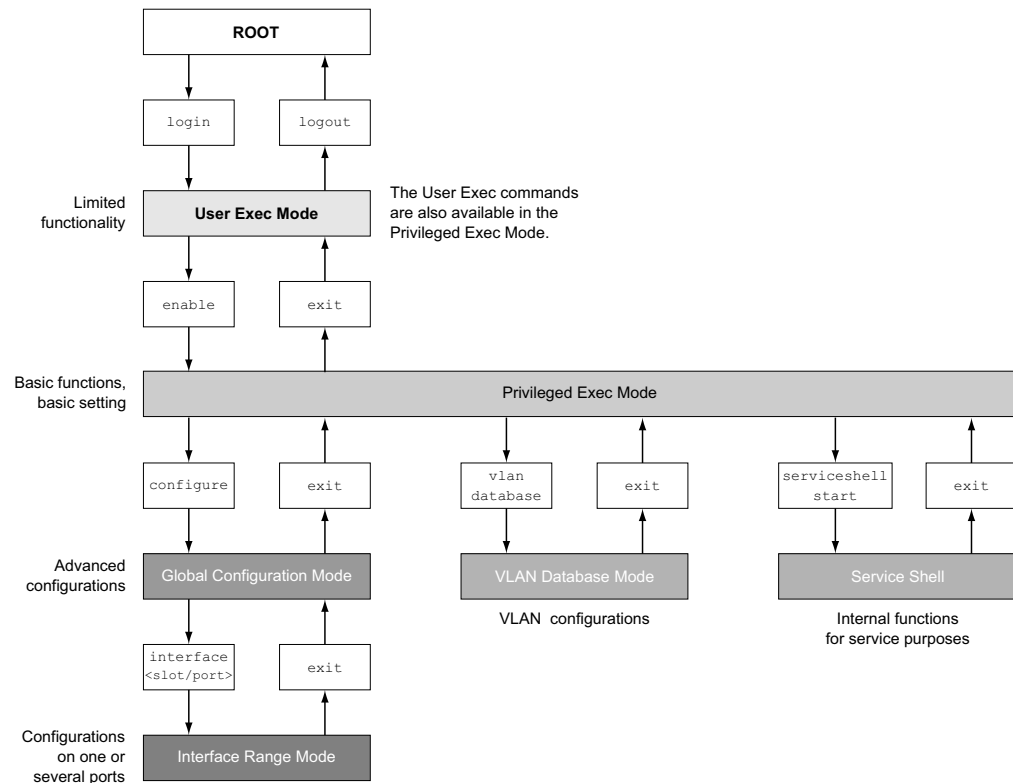 ROOT
login
logout
Limited
functionality
User Exec Mode
The User Exec commands
are also available in the
Privileged Exec Mode.
enable
exit
Basic functions,
basic setting
Privileged Exec Mode
configure
exit
vlan
database
exit
serviceshell
start
exit
Advanced
configurations
Global Configuration Mode
VLAN Database Mode
Service Shell
VLAN configurations
Internal functions
for service purposes
interface
<slot/port>
exit
Configurations
on one or
several ports
Interface Range Mode